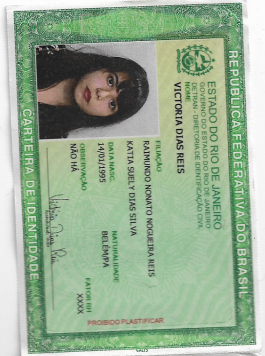 REPÚBLICA FEDERATIVA DO BRASIL
ESTADO DO RIO DE JANEIRO
GOVERNO DO ESTADO DO RIO DE JANEIRO
DETRAN - DIRETORIA DE IDENTIFICAÇÃO CIVIL
NOME
VICTORIA DIAS REIS
FILIAÇÃO
RAIMUNDO NONATO NOGUEIRA REIS
KATIA SUELY DIAS SILVA
DATA NASC. NATURALIDADE
14/01/1995 BELÉM/PA
OBSERVAÇÃO FATOR RH
NÃO HÁ XXXX
Victoria Dias Reis
PROIBIDO PLASTIFICAR
CARTEIRA DE IDENTIDADE